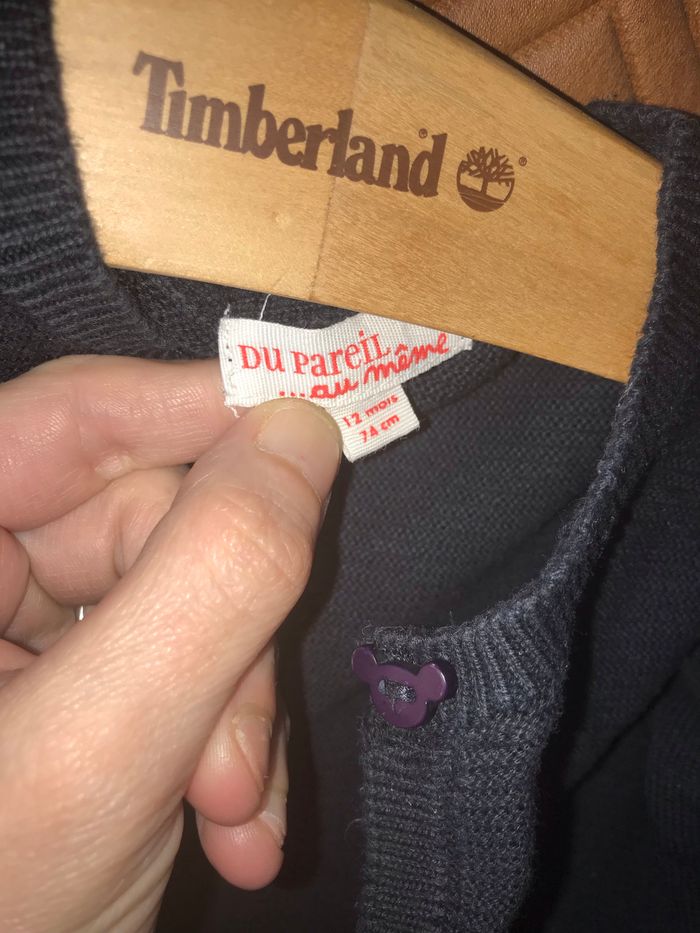 Timberland®
®
DU PAREIL
...au même
12 mois
74 cm